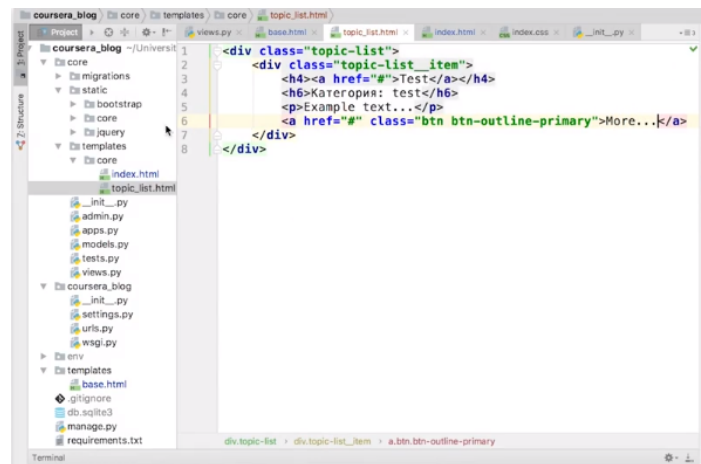 coursera_blog core templates core topic_list.html
Project views.py base.html topic_list.html index.html index.css __init__.py
1: Project
2: Structure
coursera_blog ~/Universit
core
migrations
static
bootstrap
core
jquery
templates
core
index.html
topic_list.html
__init__.py
admin.py
apps.py
models.py
tests.py
views.py
coursera_blog
__init__.py
settings.py
urls.py
wsgi.py
env
templates
base.html
.gitignore
db.sqlite3
manage.py
requirements.txt
1 <div class="topic-list">
2 <div class="topic-list__item">
3 <h4><a href="#">Test</a></h4>
4 <h6>Категория: test</h6>
5 <p>Example text...</p>
6 <a href="#" class="btn btn-outline-primary">More...</a>
7 </div>
8 </div>
div.topic-list div.topic-list__item a.btn.btn-outline-primary
Terminal